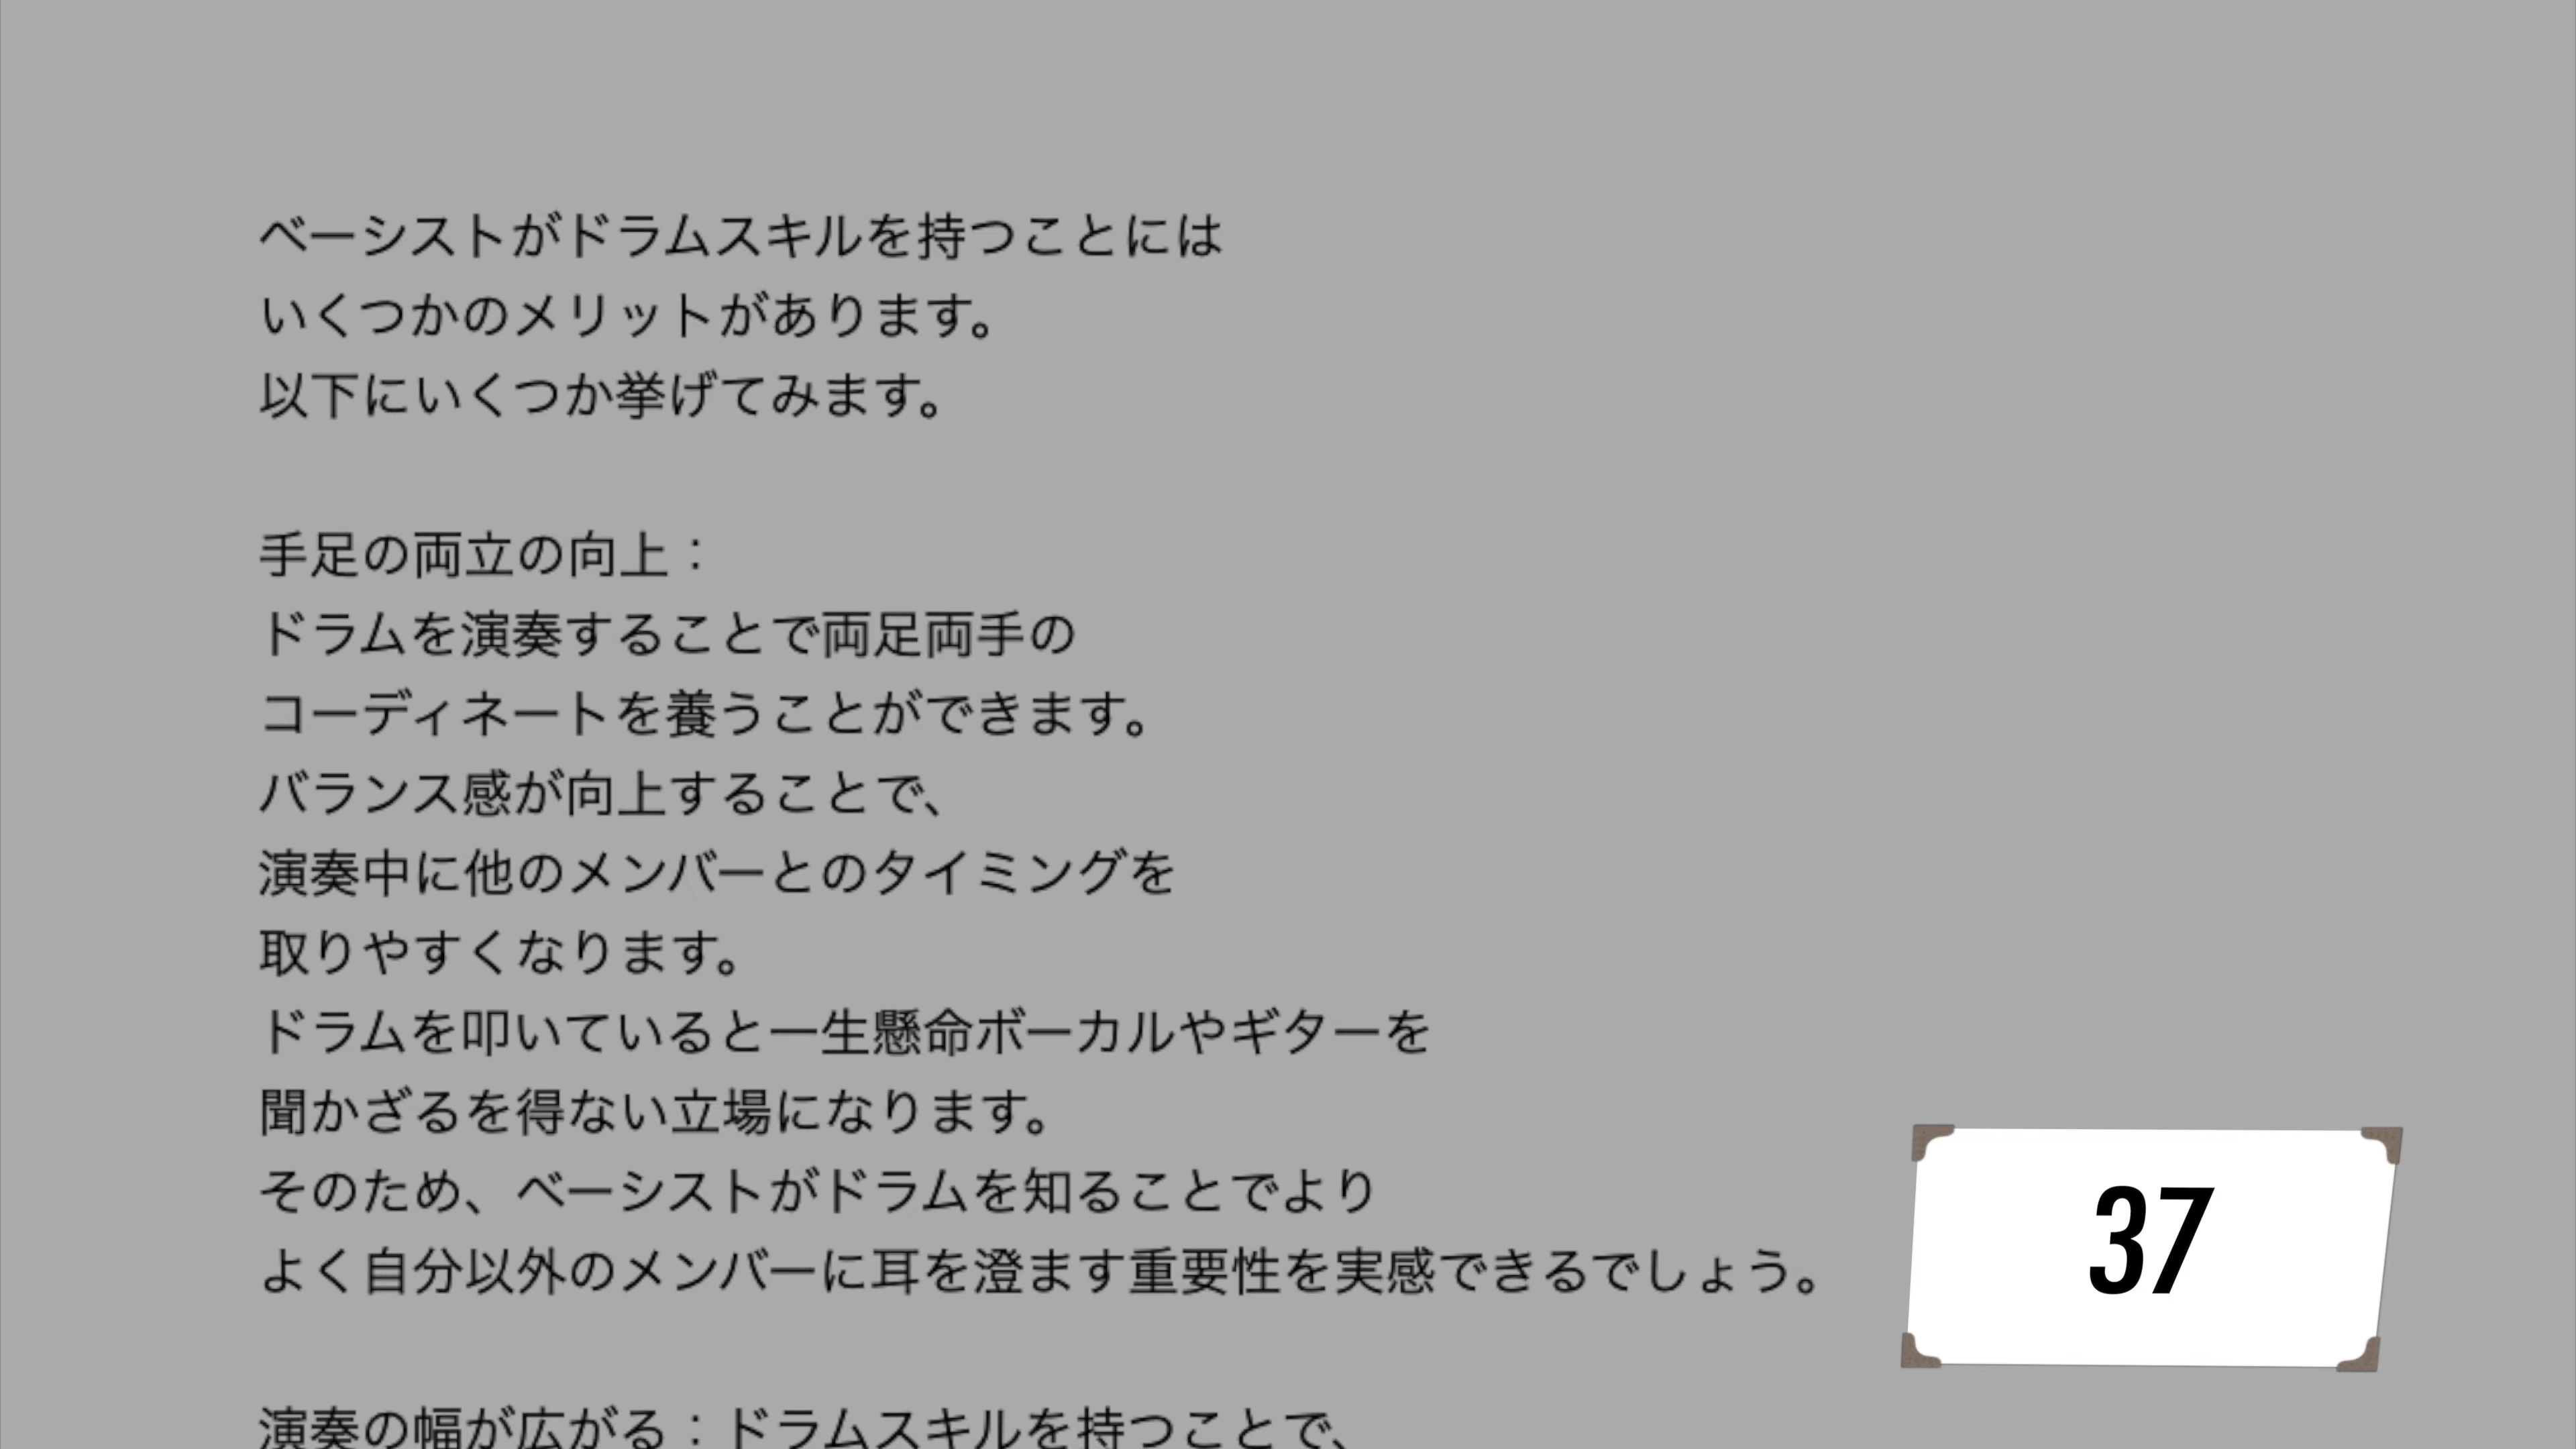 ベーシストがドラムスキルを持つことには
いくつかのメリットがあります。
以下にいくつか挙げてみます。
手足の両立の向上：
ドラムを演奏することで両足両手の
コーディネートを養うことができます。
バランス感が向上することで、
演奏中に他のメンバーとのタイミングを
取りやすくなります。
ドラムを叩いていると一生懸命ボーカルやギターを
聞かざるを得ない立場になります。
そのため、ベーシストがドラムを知ることでより
よく自分以外のメンバーに耳を澄ます重要性を実感できるでしょう。
37
演奏の幅が広がる：ドラムスキルを持つことで、